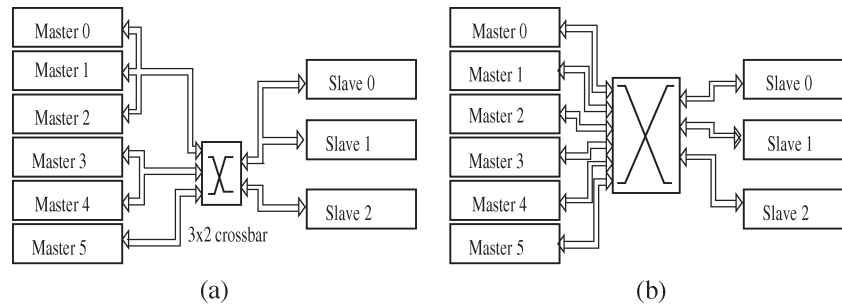 Master 0
Master 1
Master 2
Master 3
Master 4
Master 5
Slave 0
Slave 1
Slave 2
3x2 crossbar
(a)
Master 0
Master 1
Master 2
Master 3
Master 4
Master 5
Slave 0
Slave 1
Slave 2
(b)